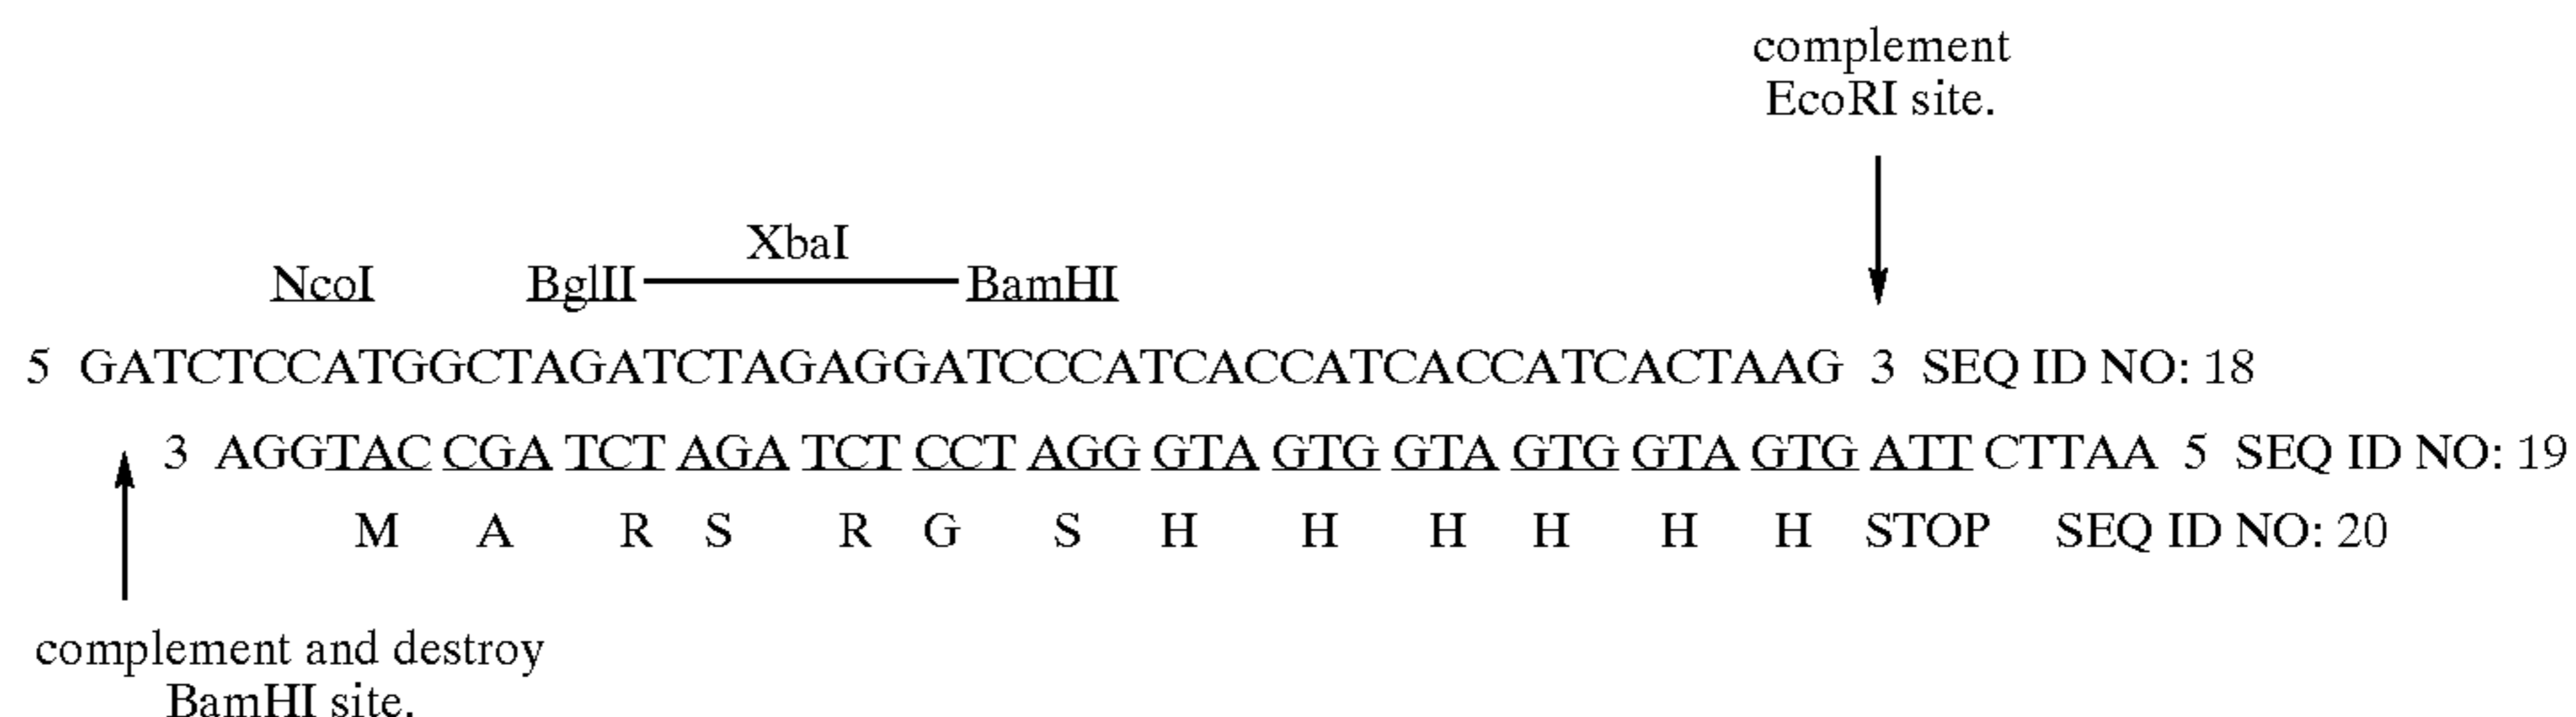 complement
EcoRI site.
XbaI
NcoI BglII BamHI
5 GATCTCCATGGCTAGATCTAGAGGATCCCATCACCATCACCATCACTAAG 3 SEQ ID NO: 18
3 AGGTAC CGA TCT AGA TCT CCT AGG GTA GTG GTA GTG GTA GTG ATT CTTAA 5 SEQ ID NO: 19
M A R S R G S H H H H H H STOP SEQ ID NO: 20
complement and destroy
BamHI site.